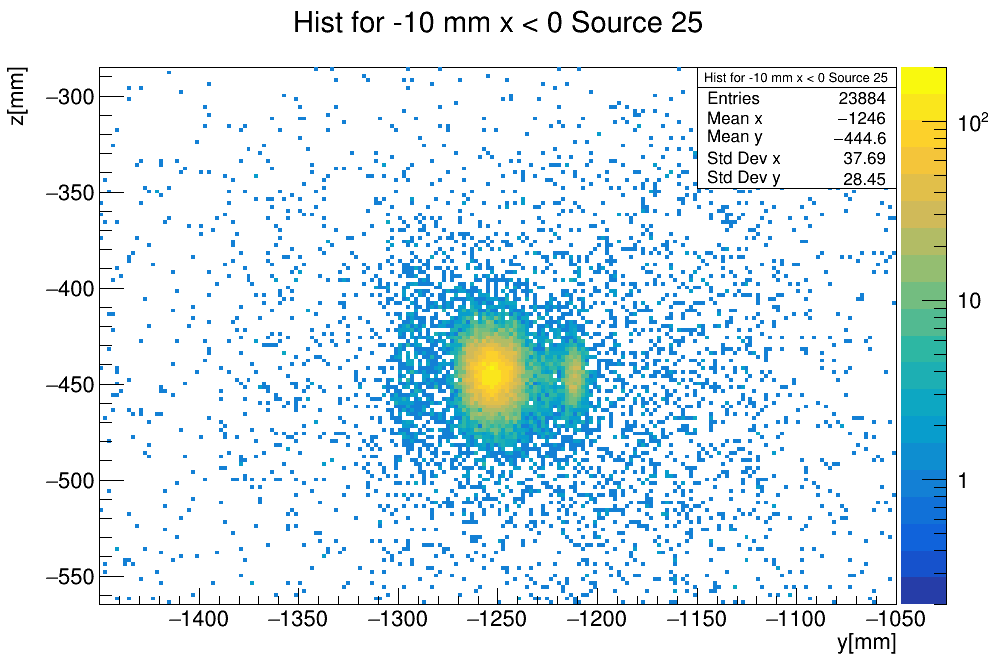 Hist for -10 mm x < 0 Source 25
z[mm]
Hist for -10 mm x < 0 Source 25
Entries 23884
Mean x −1246
Mean y −444.6
Std Dev x 37.69
Std Dev y 28.45
−300
−350
−400
−450
−500
−550
10²
10
1
−1400 −1350 −1300 −1250 −1200 −1150 −1100 −1050
y[mm]